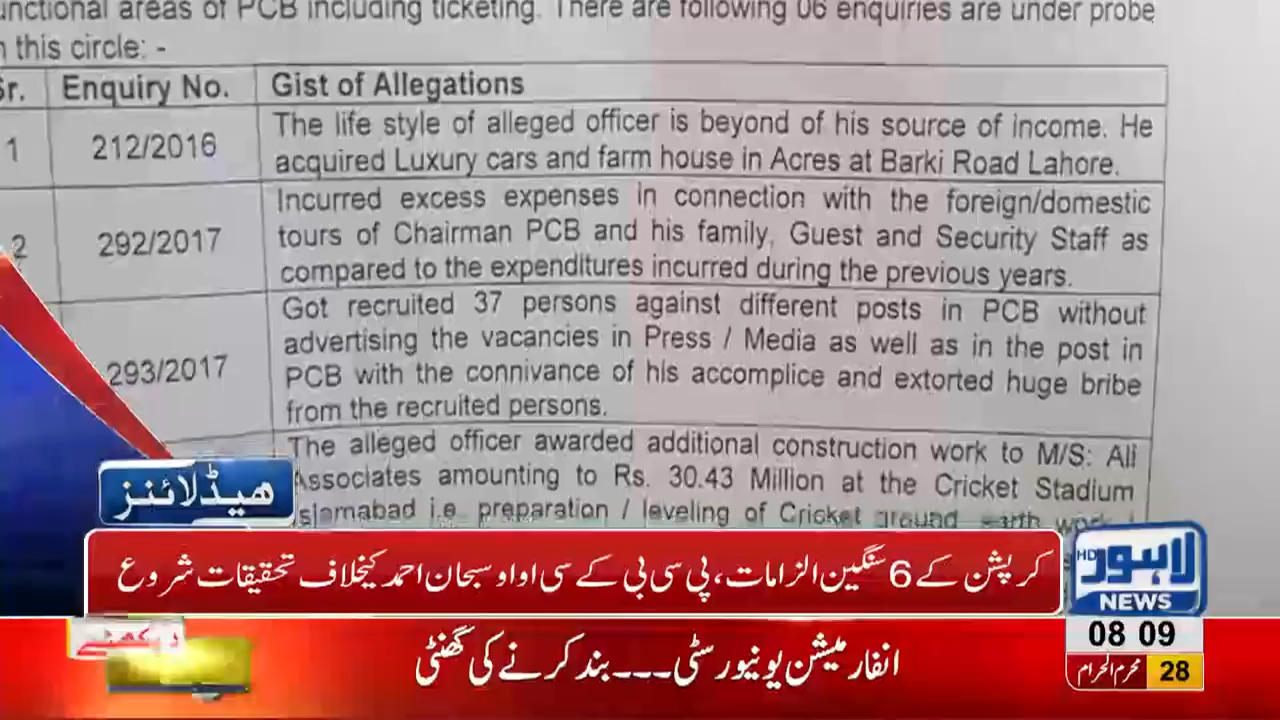 nctional areas of PCB including ticketing. There are following 06 enquiries are under probe
this circle: -
Sr. Enquiry No. Gist of Allegations
1 212/2016 The life style of alleged officer is beyond of his source of income. He
acquired Luxury cars and farm house in Acres at Barki Road Lahore.
2 292/2017 Incurred excess expenses in connection with the foreign/domestic
tours of Chairman PCB and his family, Guest and Security Staff as
compared to the expenditures incurred during the previous years.
293/2017 Got recruited 37 persons against different posts in PCB without
advertising the vacancies in Press / Media as well as in the post in
PCB with the connivance of his accomplice and extorted huge bribe
from the recruited persons.
The alleged officer awarded additional construction work to M/S: Ali
Associates amounting to Rs. 30.43 Million at the Cricket Stadium
Islamabad i.e. preparation / leveling of Cricket ground, earth work
ھیڈلائنز
کرپشن کے 6 سنگین الزامات، پی سی بی کے سی او او سبحان احمد کیخلاف تحقیقات شروع
لاہور HD
NEWS
انفارمیشن یونیورسٹی --- بند کرنے کی گھنٹی
08 09
28 محرم الحرام